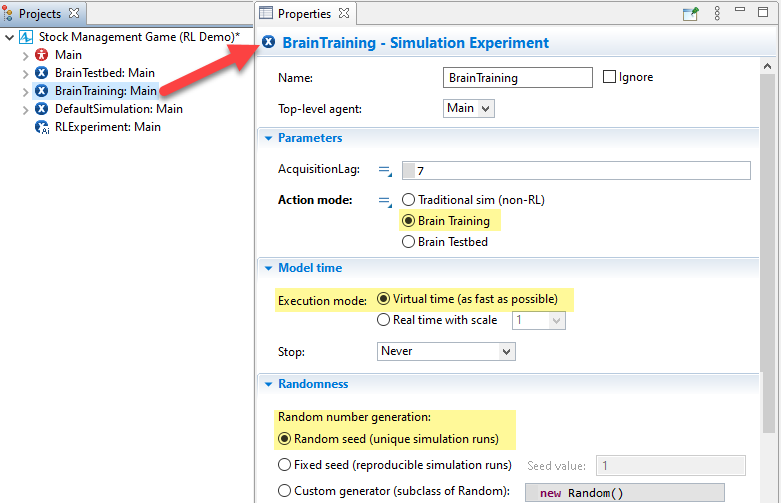 Projects
Stock Management Game (RL Demo)*
Main
BrainTestbed: Main
BrainTraining: Main
DefaultSimulation: Main
RLExperiment: Main
Properties
BrainTraining - Simulation Experiment
Name: BrainTraining Ignore
Top-level agent: Main
Parameters
AcquisitionLag: 7
Action mode: Traditional sim (non-RL)
Brain Training
Brain Testbed
Model time
Execution mode: Virtual time (as fast as possible)
Real time with scale 1
Stop: Never
Randomness
Random number generation:
Random seed (unique simulation runs)
Fixed seed (reproducible simulation runs) Seed value: 1
Custom generator (subclass of Random): new Random()